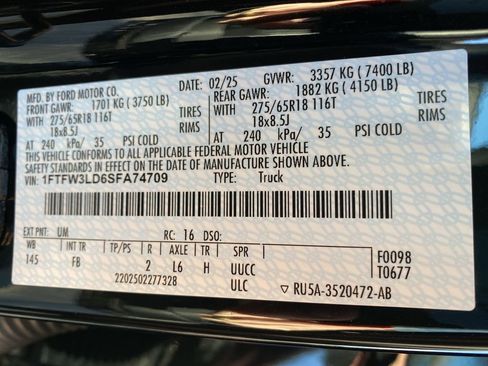 MFD. BY FORD MOTOR CO.
DATE: 02/25 GVWR: 3357 KG (7400 LB)
FRONT GAWR: 1701 KG (3750 LB) REAR GAWR: 1882 KG (4150 LB)
WITH 275/65R18 116T TIRES WITH 275/65R18 116T TIRES
18x8.5J 18x8.5J
AT 240 kPa/ 35 PSI COLD AT 240 kPa/ 35 PSI COLD
THIS VEHICLE CONFORMS TO ALL APPLICABLE FEDERAL MOTOR VEHICLE
SAFETY STANDARDS IN EFFECT ON THE DATE OF MANUFACTURE SHOWN ABOVE.
VIN: 1FTFW3LD6SFA74709 TYPE: Truck
EXT PNT: UM RC: 16 DSO:
WB INT TR TP/PS R AXLE TR SPR
145 FB 2 L6 H UUCC
ULC
2202502277328
F0098
T0677
▽ RU5A-3520472-AB